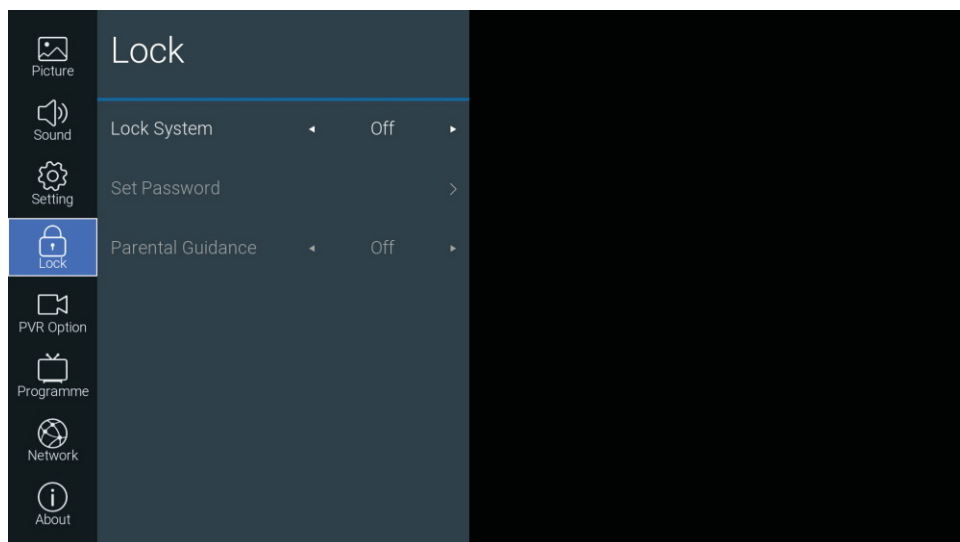 Picture
Sound
Setting
Lock
PVR Option
Programme
Network
About
Lock
Lock System Off
Set Password
Parental Guidance Off